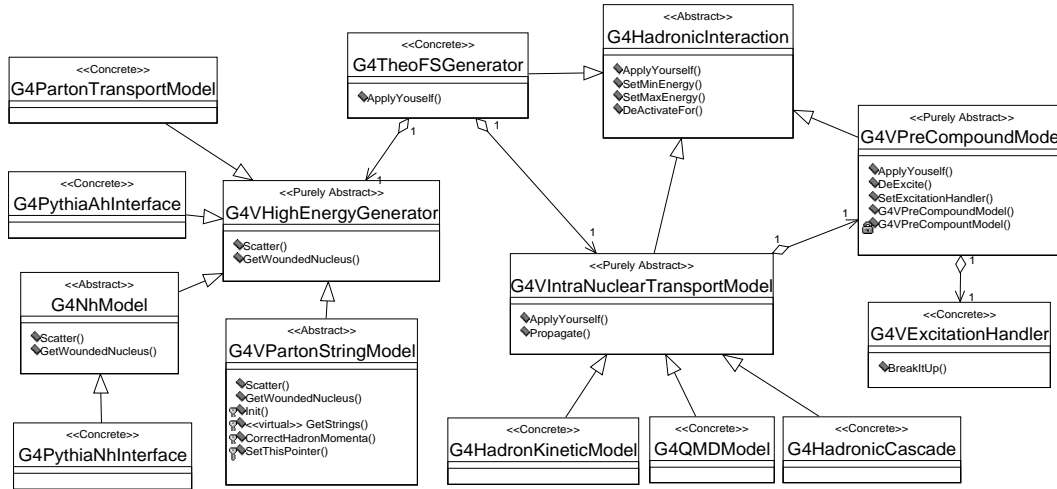 <<Abstract>>
G4HadronicInteraction
ApplyYourself()
SetMinEnergy()
SetMaxEnergy()
DeActivateFor()
<<Concrete>>
G4TheoFSGenerator
ApplyYouself()
1
1
<<Concrete>>
G4PartonTransportModel
<<Purely Abstract>>
G4VPreCompoundModel
ApplyYouself()
DeExcite()
SetExcitationHandler()
G4VPreCompoundModel()
G4VPreCompountModel()
1
1
<<Concrete>>
G4PythiaAhInterface
1
<<Purely Abstract>>
G4VHighEnergyGenerator
Scatter()
GetWoundedNucleus()
1
1
<<Purely Abstract>>
G4VIntraNuclearTransportModel
ApplyYourself()
Propagate()
<<Abstract>>
G4NhModel
Scatter()
GetWoundedNucleus()
1
<<Concrete>>
G4VExcitationHandler
BreakItUp()
<<Abstract>>
G4VPartonStringModel
Scatter()
GetWoundedNucleus()
Init()
<<virtual>> GetStrings()
CorrectHadronMomenta()
SetThisPointer()
<<Concrete>>
G4PythiaNhInterface
<<Concrete>>
G4HadronKineticModel
<<Concrete>>
G4QMDModel
<<Concrete>>
G4HadronicCascade